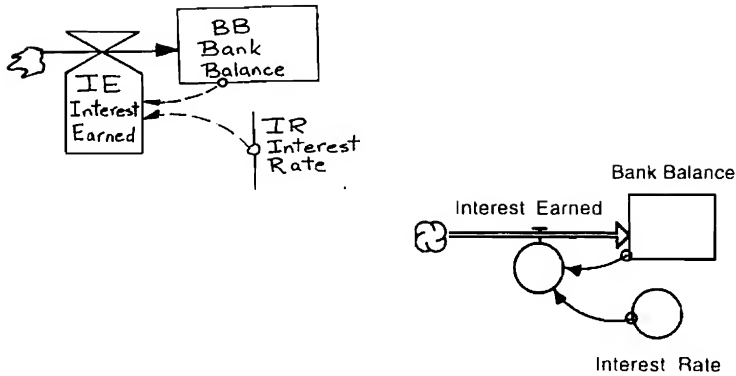 BB
Bank
Balance
IE
Interest
Earned
IR
Interest
Rate
Bank Balance
Interest Earned
Interest Rate